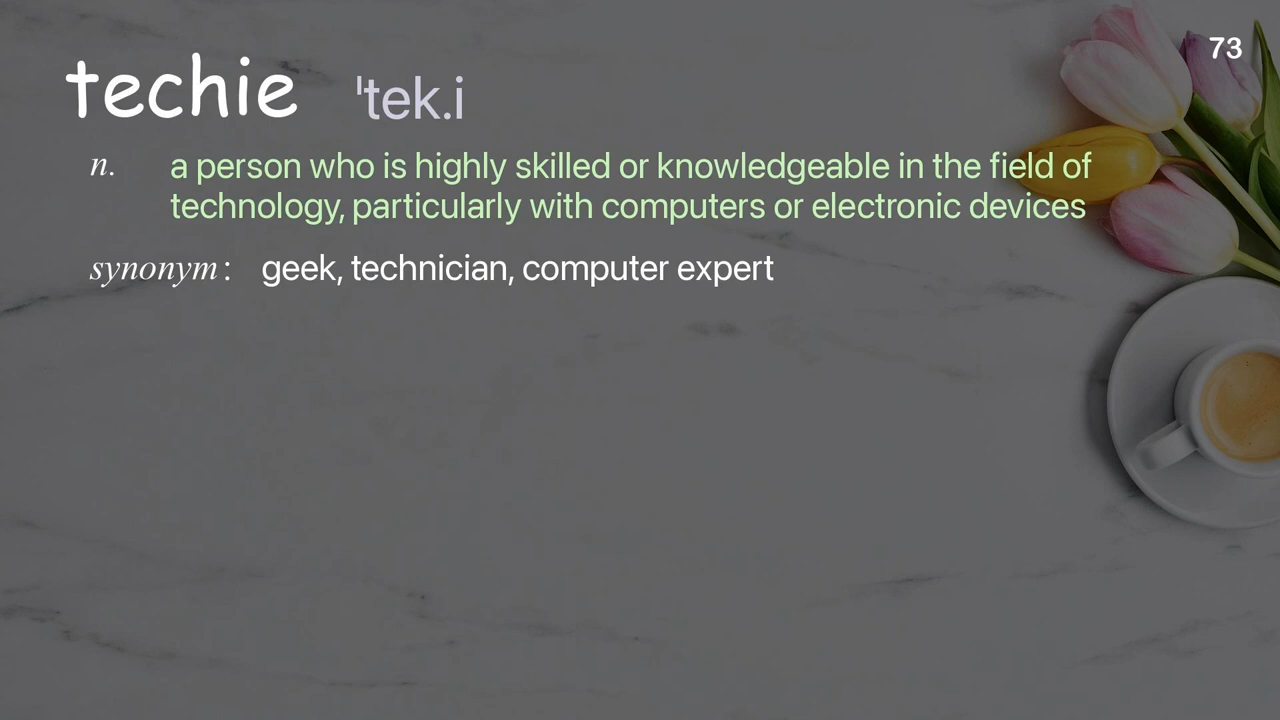 73
techie ˈtek.i
n. a person who is highly skilled or knowledgeable in the field of
technology, particularly with computers or electronic devices
synonym : geek, technician, computer expert